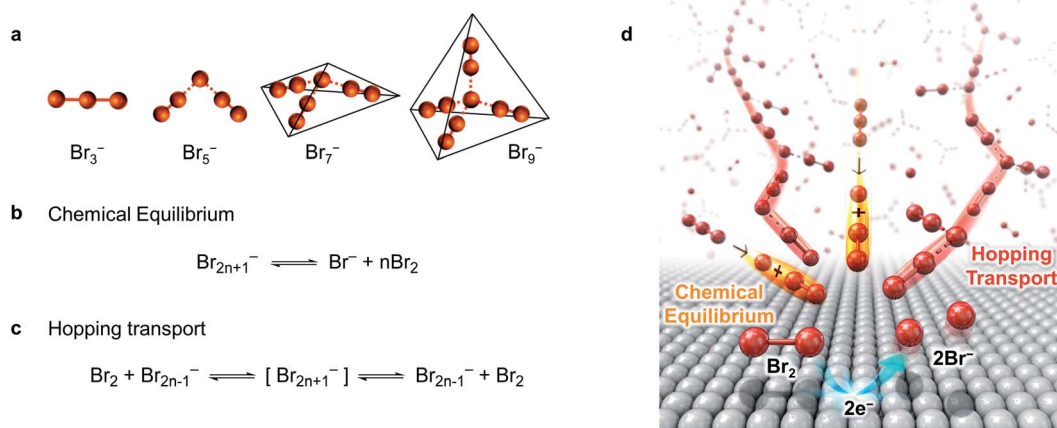 a
Br₃⁻ Br₅⁻ Br₇⁻ Br₉⁻
b Chemical Equilibrium
Br₂ₙ₊₁⁻ ⇌ Br⁻ + nBr₂
c Hopping transport
Br₂ + Br₂ₙ₋₁⁻ ⇌ [ Br₂ₙ₊₁⁻ ] ⇌ Br₂ₙ₋₁⁻ + Br₂
d
+
+
Hopping
Transport
Chemical
Equilibrium
Br₂
2Br⁻
2e⁻